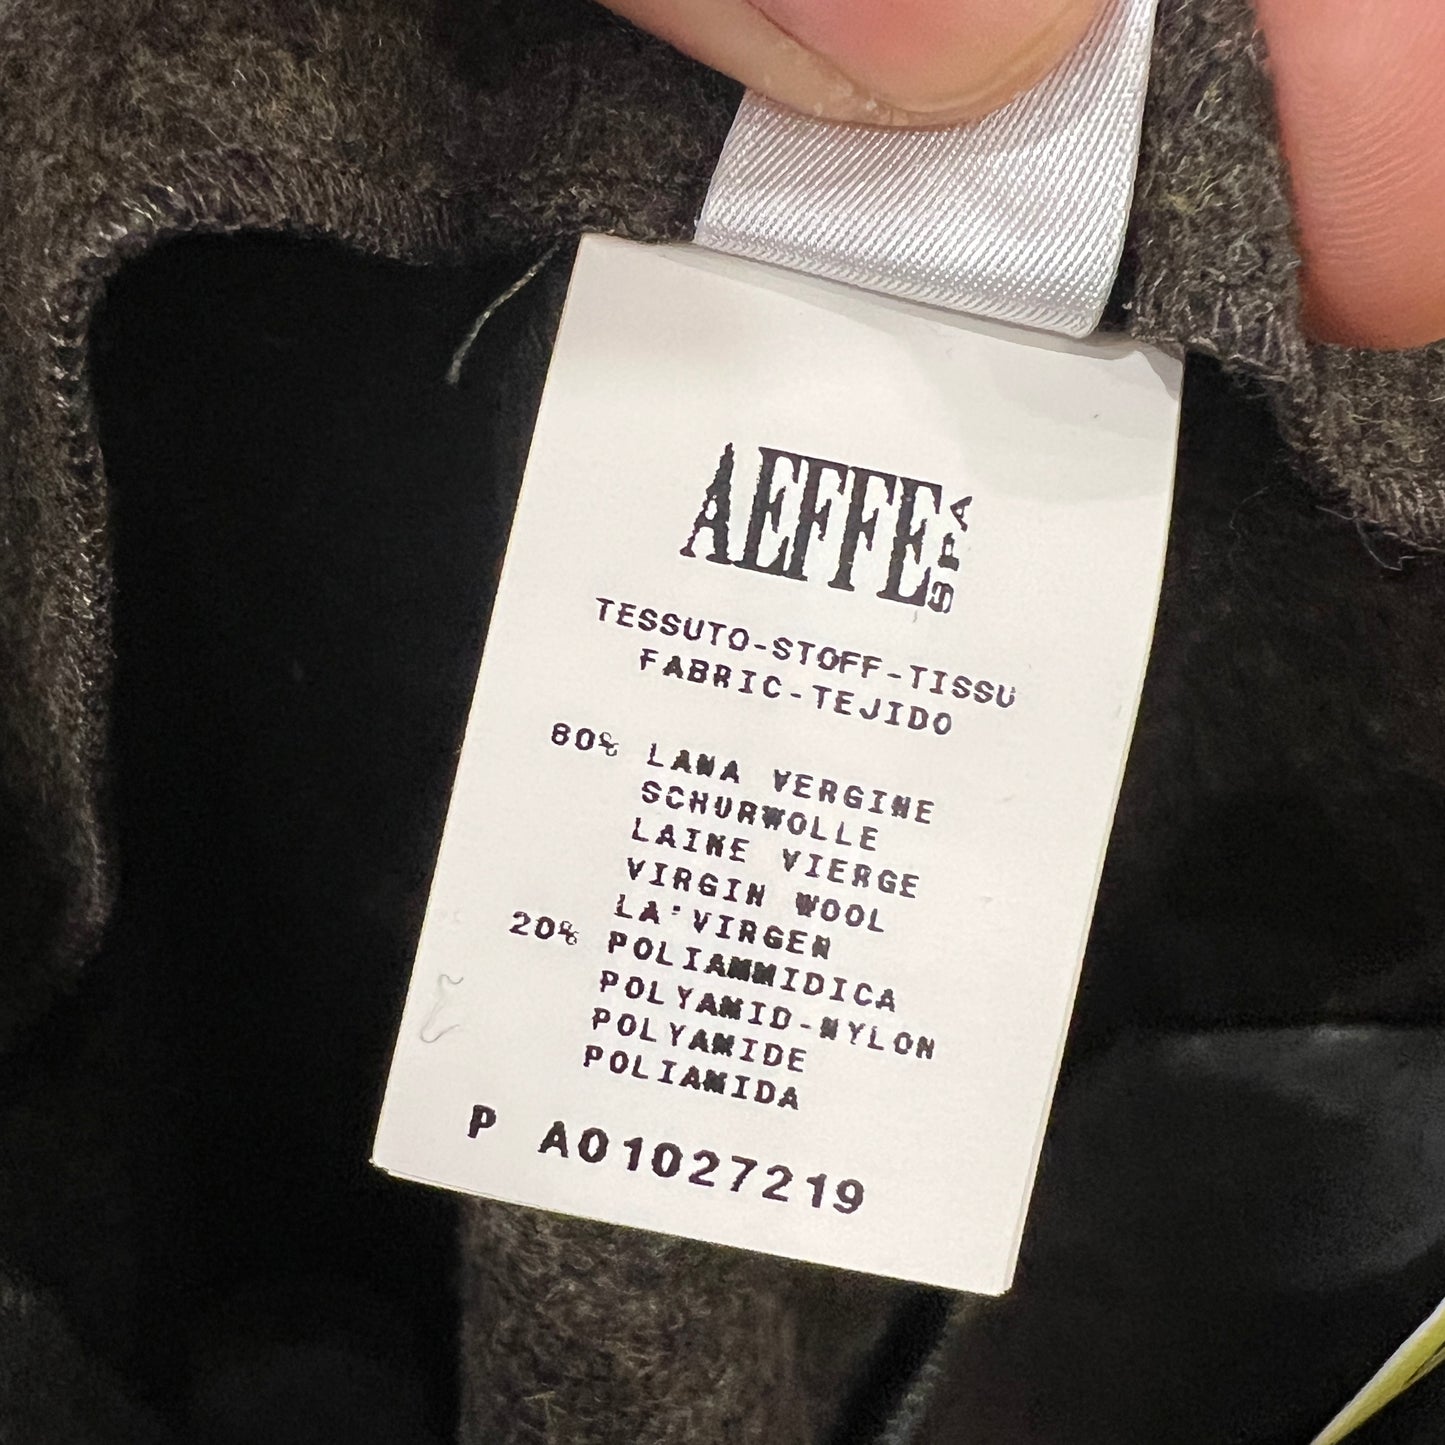 AEFFE SPA
TESSUTO-STOFF-TISSU
FABRIC-TEJIDO
80% LANA VERGINE
SCHURWOLLE
LAINE VIERGE
VIRGIN WOOL
LA·VIRGEN
20% POLIAMMIDICA
POLYAMID-NYLON
POLYAMIDE
POLIAMIDA
P A01027219